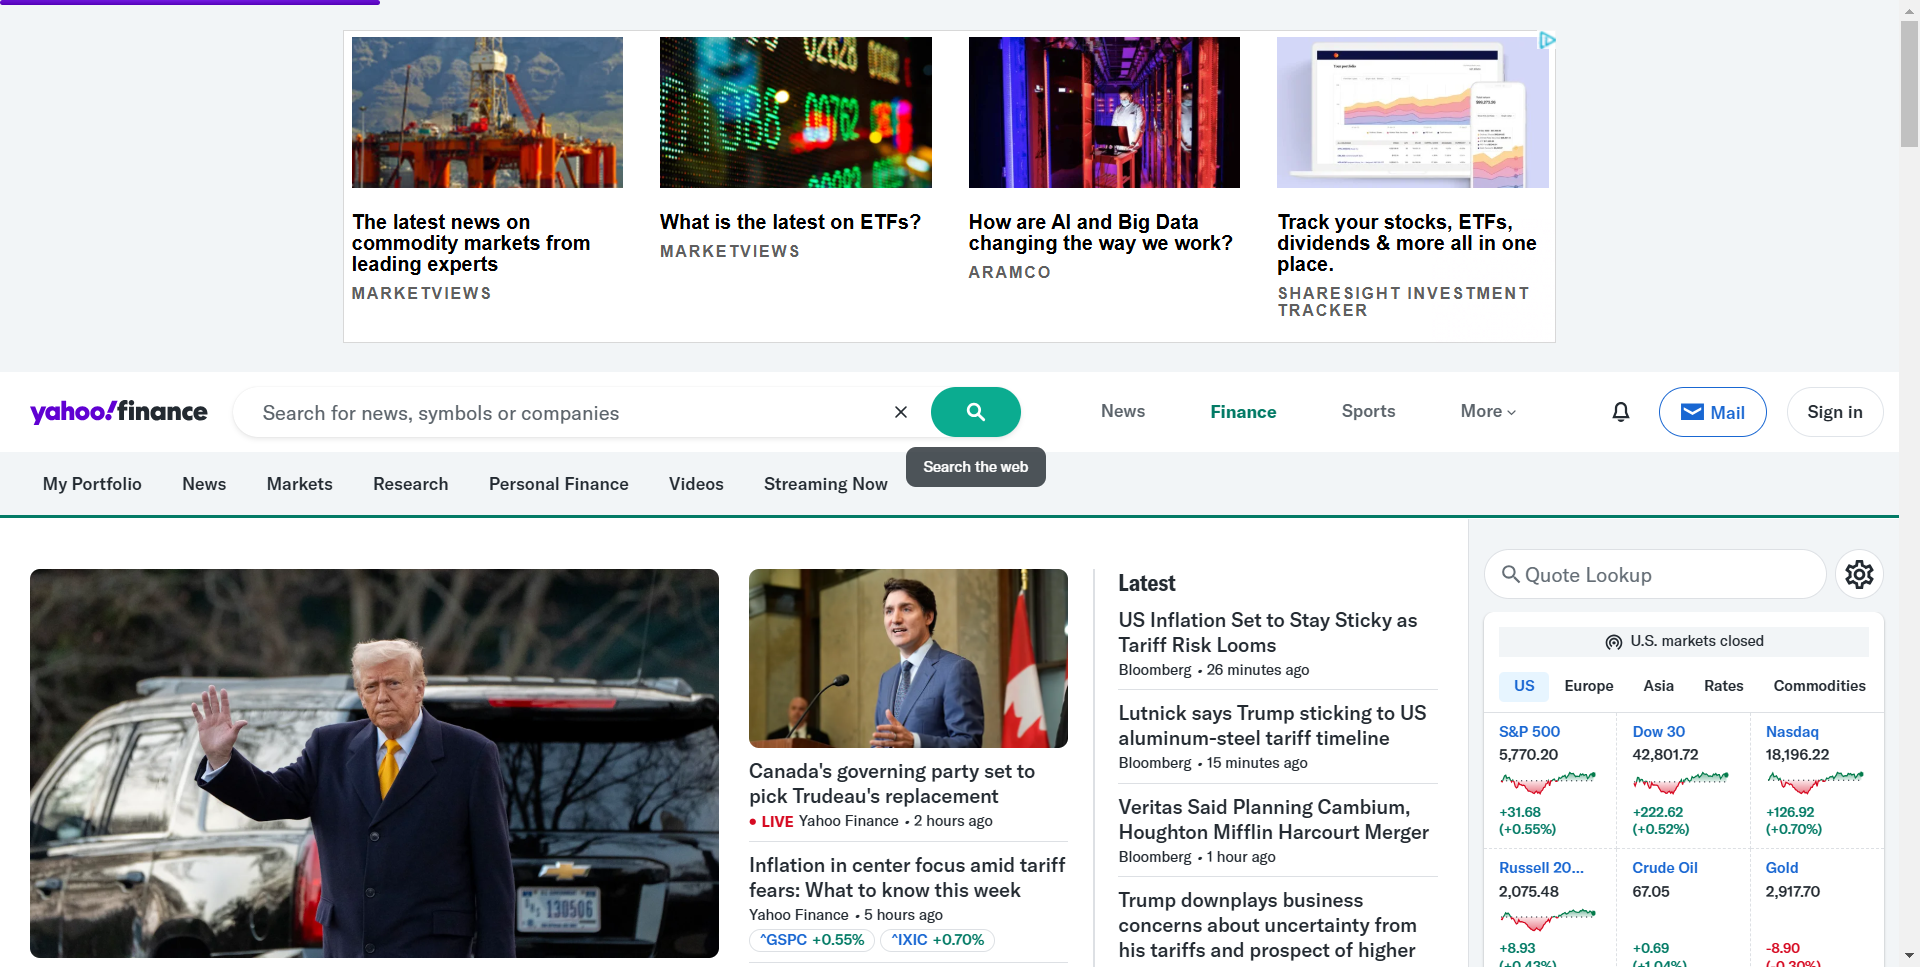 The latest news on
commodity markets from
leading experts
MARKETVIEWS
What is the latest on ETFs?
MARKETVIEWS
How are AI and Big Data
changing the way we work?
ARAMCO
Track your stocks, ETFs,
dividends & more all in one
place.
SHARESIGHT INVESTMENT
TRACKER
yahoo!finance
Search for news, symbols or companies
News
Finance
Sports
More
Mail
Sign in
Search the web
My Portfolio
News
Markets
Research
Personal Finance
Videos
Streaming Now
130506
Canada's governing party set to
pick Trudeau's replacement
• LIVE Yahoo Finance • 2 hours ago
Inflation in center focus amid tariff
fears: What to know this week
Yahoo Finance • 5 hours ago
^GSPC +0.55% ^IXIC +0.70%
Latest
US Inflation Set to Stay Sticky as
Tariff Risk Looms
Bloomberg • 26 minutes ago
Lutnick says Trump sticking to US
aluminum-steel tariff timeline
Bloomberg • 15 minutes ago
Veritas Said Planning Cambium,
Houghton Mifflin Harcourt Merger
Bloomberg • 1 hour ago
Trump downplays business
concerns about uncertainty from
his tariffs and prospect of higher
Quote Lookup
U.S. markets closed
US Europe Asia Rates Commodities
S&P 500
5,770.20
+31.68
(+0.55%)
Dow 30
42,801.72
+222.62
(+0.52%)
Nasdaq
18,196.22
+126.92
(+0.70%)
Russell 20...
2,075.48
+8.93
(+0.43%)
Crude Oil
67.05
+0.69
(+1.04%)
Gold
2,917.70
-8.90
(-0.30%)